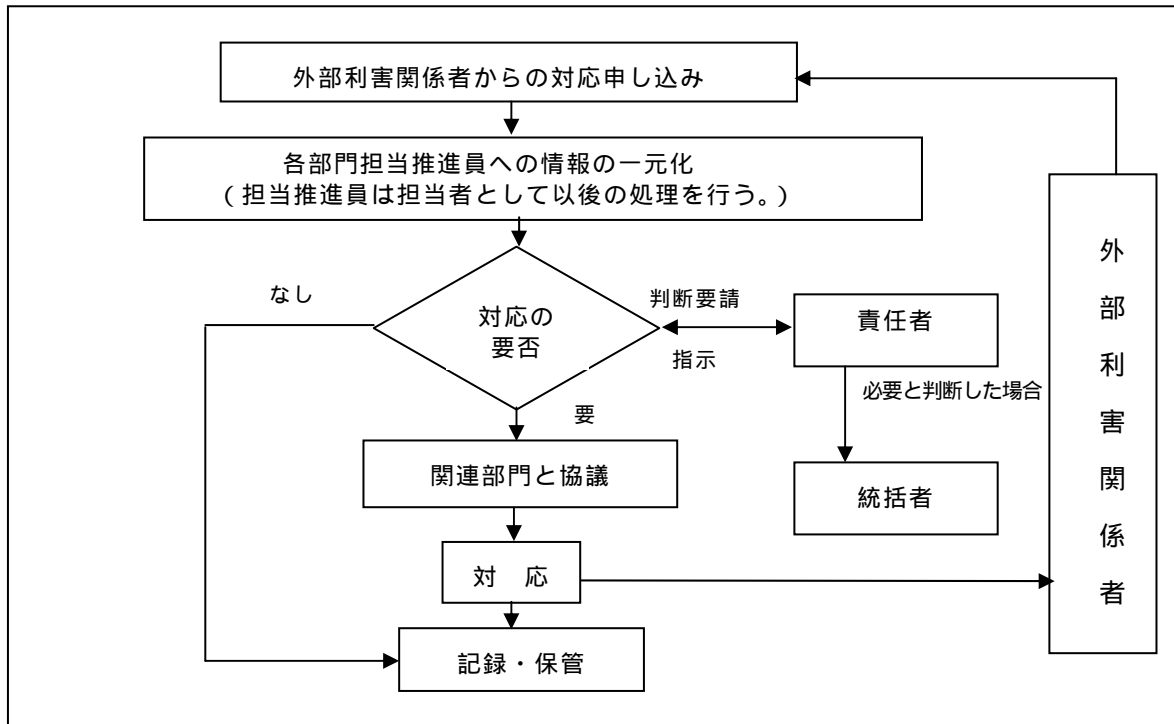 外部利害関係者からの対応申し込み
各部門担当推進員への情報の一元化
(担当推進員は担当者として以後の処理を行う。)
なし
対応の
要否
判断要請
指示
責任者
必要と判断した場合
要
関連部門と協議
統括者
対 応
記録・保管
外部利害関係者